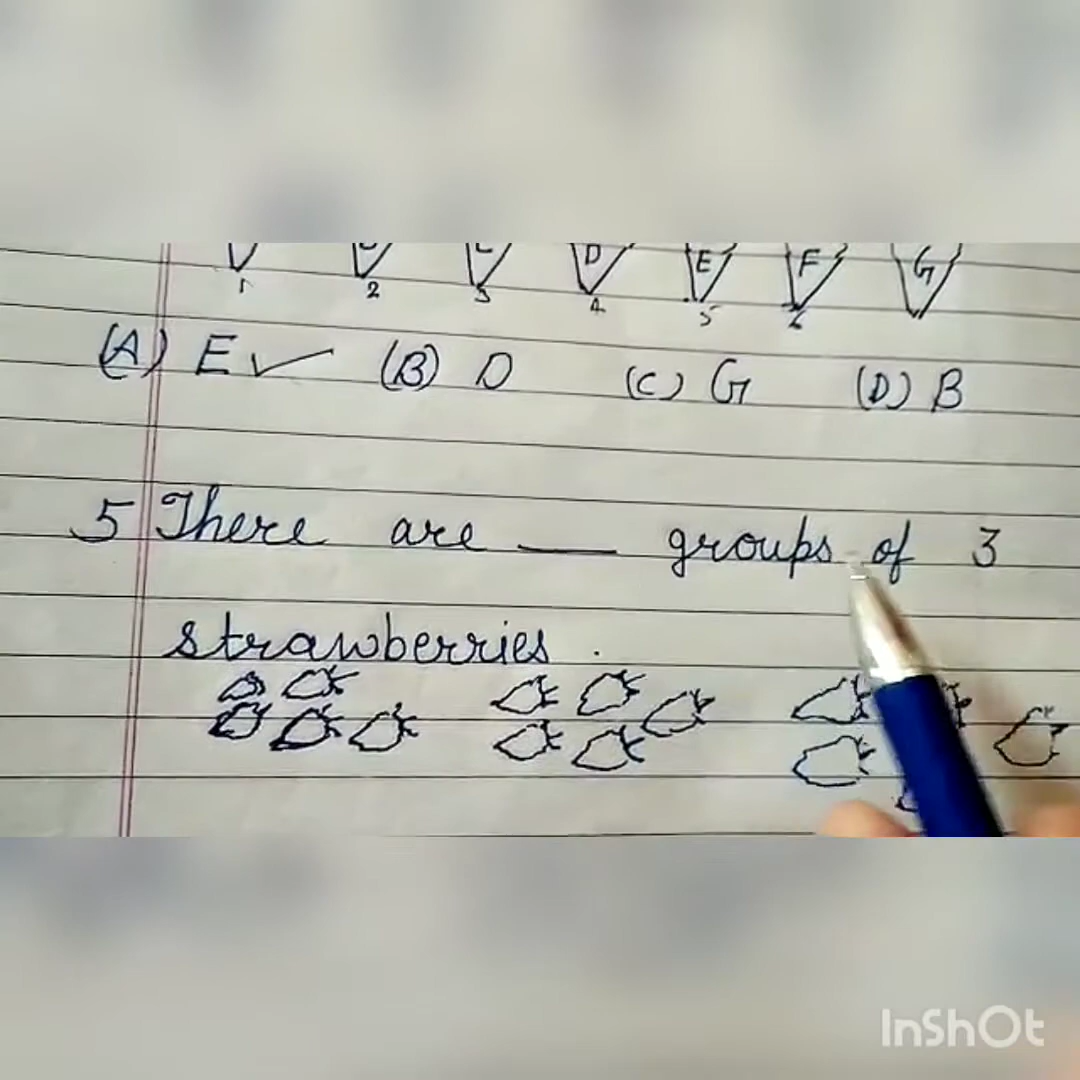 D E F G
1 2 3 4 5 6
(A) E ✓ (B) D (C) G (D) B
5 There are ___ groups of 3
strawberries.
InShOt